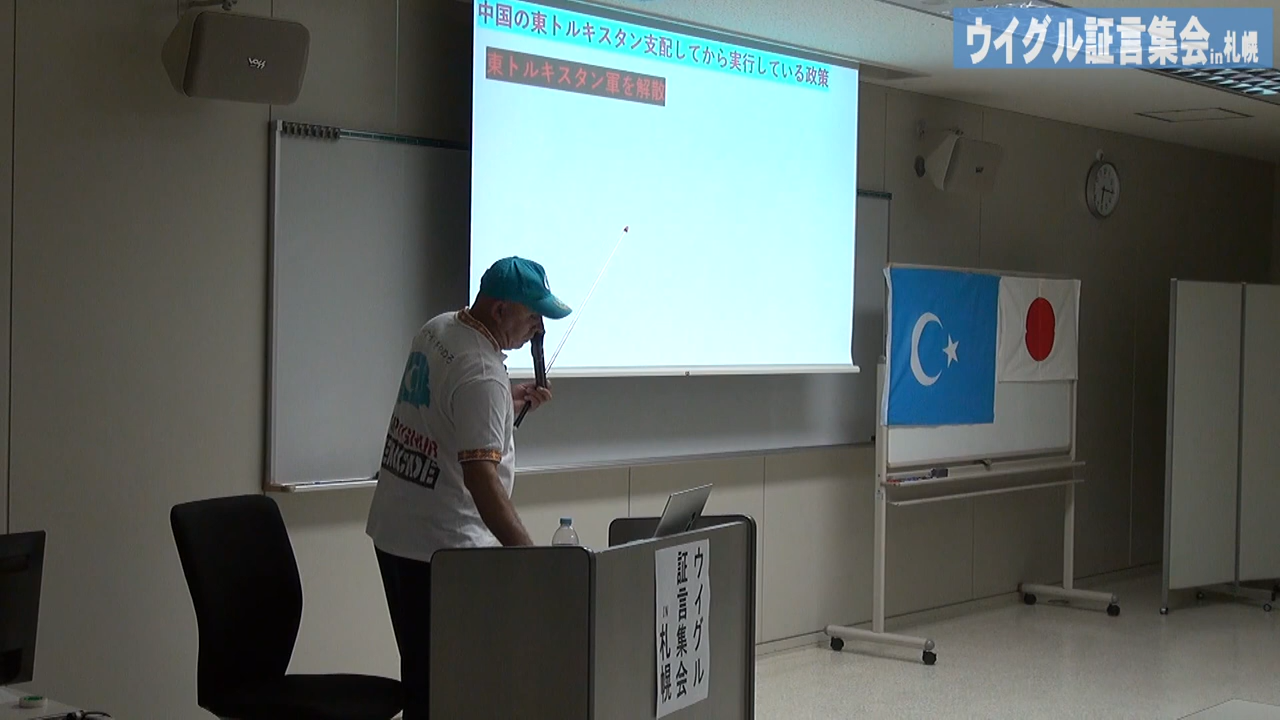 ウイグル証言集会in札幌
中国の東トルキスタン支配してから実行している政策
東トルキスタン軍を解散
BOSS
ウイグル
証言集会
IN
札幌